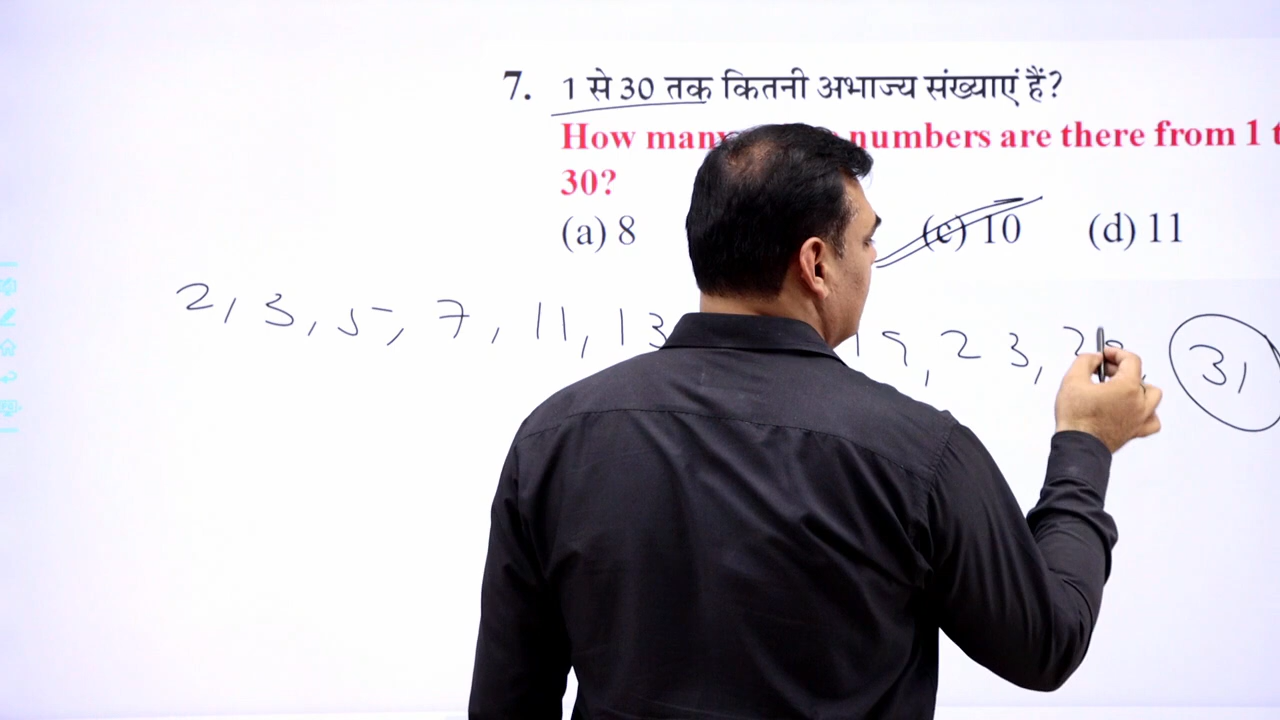 7. 1 से 30 तक कितनी अभाज्य संख्याएं हैं?
How many numbers are there from 1 t
30?
(a) 8 (c) 10 (d) 11
2, 3, 5, 7, 11, 13 19, 23, 29, 31